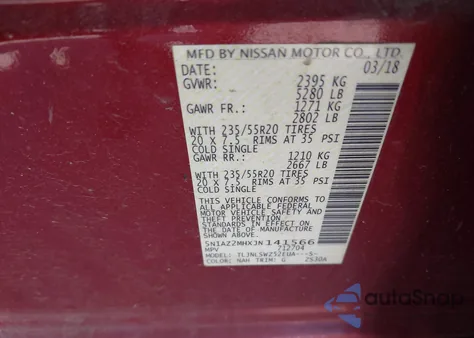 MFD BY NISSAN MOTOR CO., LTD.
DATE: 03/18
GVWR: 2395 KG
5280 LB
GAWR FR.: 1271 KG
2802 LB
WITH 235/55R20 TIRES
20 X 7.5 RIMS AT 35 PSI
COLD SINGLE
GAWR RR.: 1210 KG
2667 LB
WITH 235/55R20 TIRES
20 X 7.5 RIMS AT 35 PSI
COLD SINGLE
THIS VEHICLE CONFORMS TO
ALL APPLICABLE FEDERAL
MOTOR VEHICLE SAFETY
AND THEFT PREVENTION
STANDARDS IN EFFECT ON
THE DATE OF MANUFACTURE
SHOWN ABOVE.
5N1AZ2MHXJN141566
MPV 212704
MODEL:
COLOR: NAH TRIM: G
AutoSnap